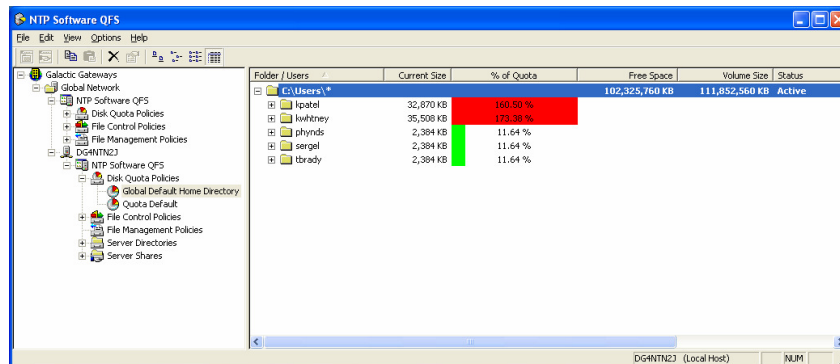 NTP Software QFS
File Edit View Options Help
Galactic Gateways
Global Network
NTP Software QFS
Disk Quota Policies
File Control Policies
File Management Policies
DG4NTN2J
NTP Software QFS
Disk Quota Policies
Global Default Home Directory
Quota Default
File Control Policies
File Management Policies
Server Directories
Server Shares
Folder / Users Current Size % of Quota Free Space Volume Size Status
C:\Users\* 102,325,760 KB 111,852,560 KB Active
kpatel 32,870 KB 160.50 %
kwhtney 35,508 KB 173.38 %
phynds 2,384 KB 11.64 %
sergel 2,384 KB 11.64 %
tbrady 2,384 KB 11.64 %
DG4NTN2J (Local Host) NUM